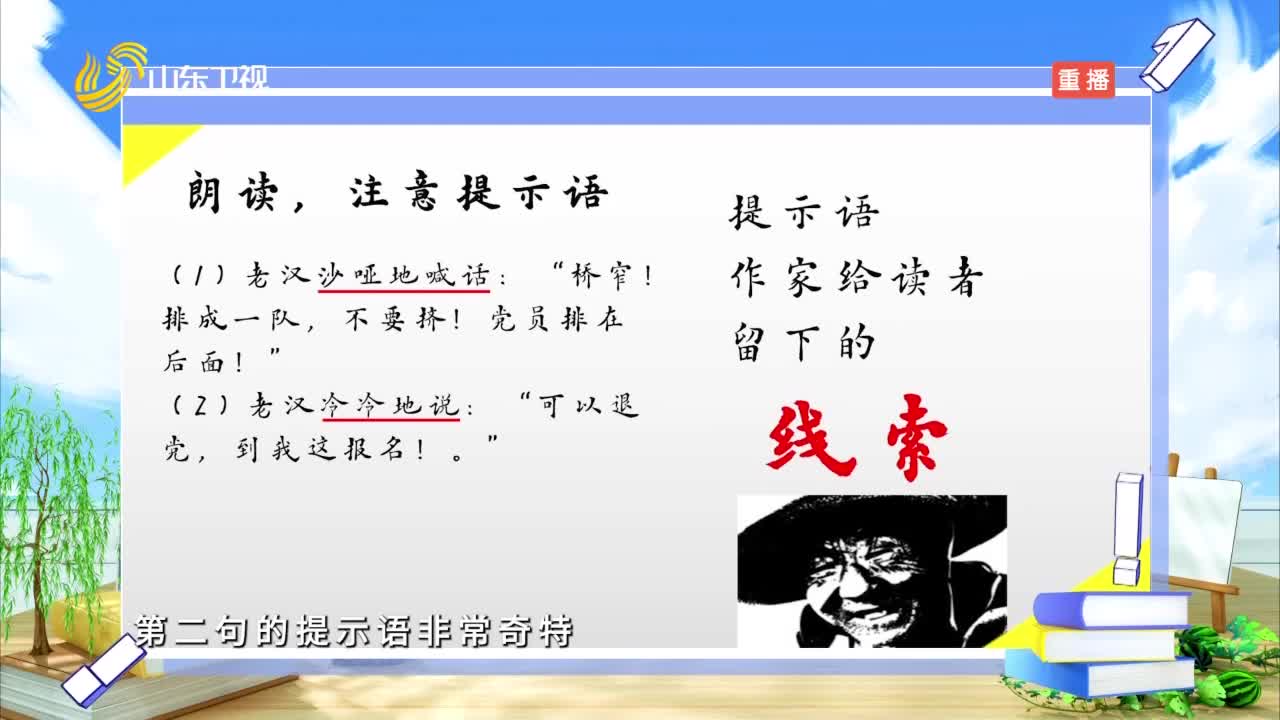 山东卫视
重播
朗读，注意提示语
（1）老汉沙哑地喊话：“桥窄！
排成一队，不要挤！党员排在
后面！”
（2）老汉冷冷地说：“可以退
党，到我这报名！。”
提示语
作家给读者
留下的
线索
第二句的提示语非常奇特